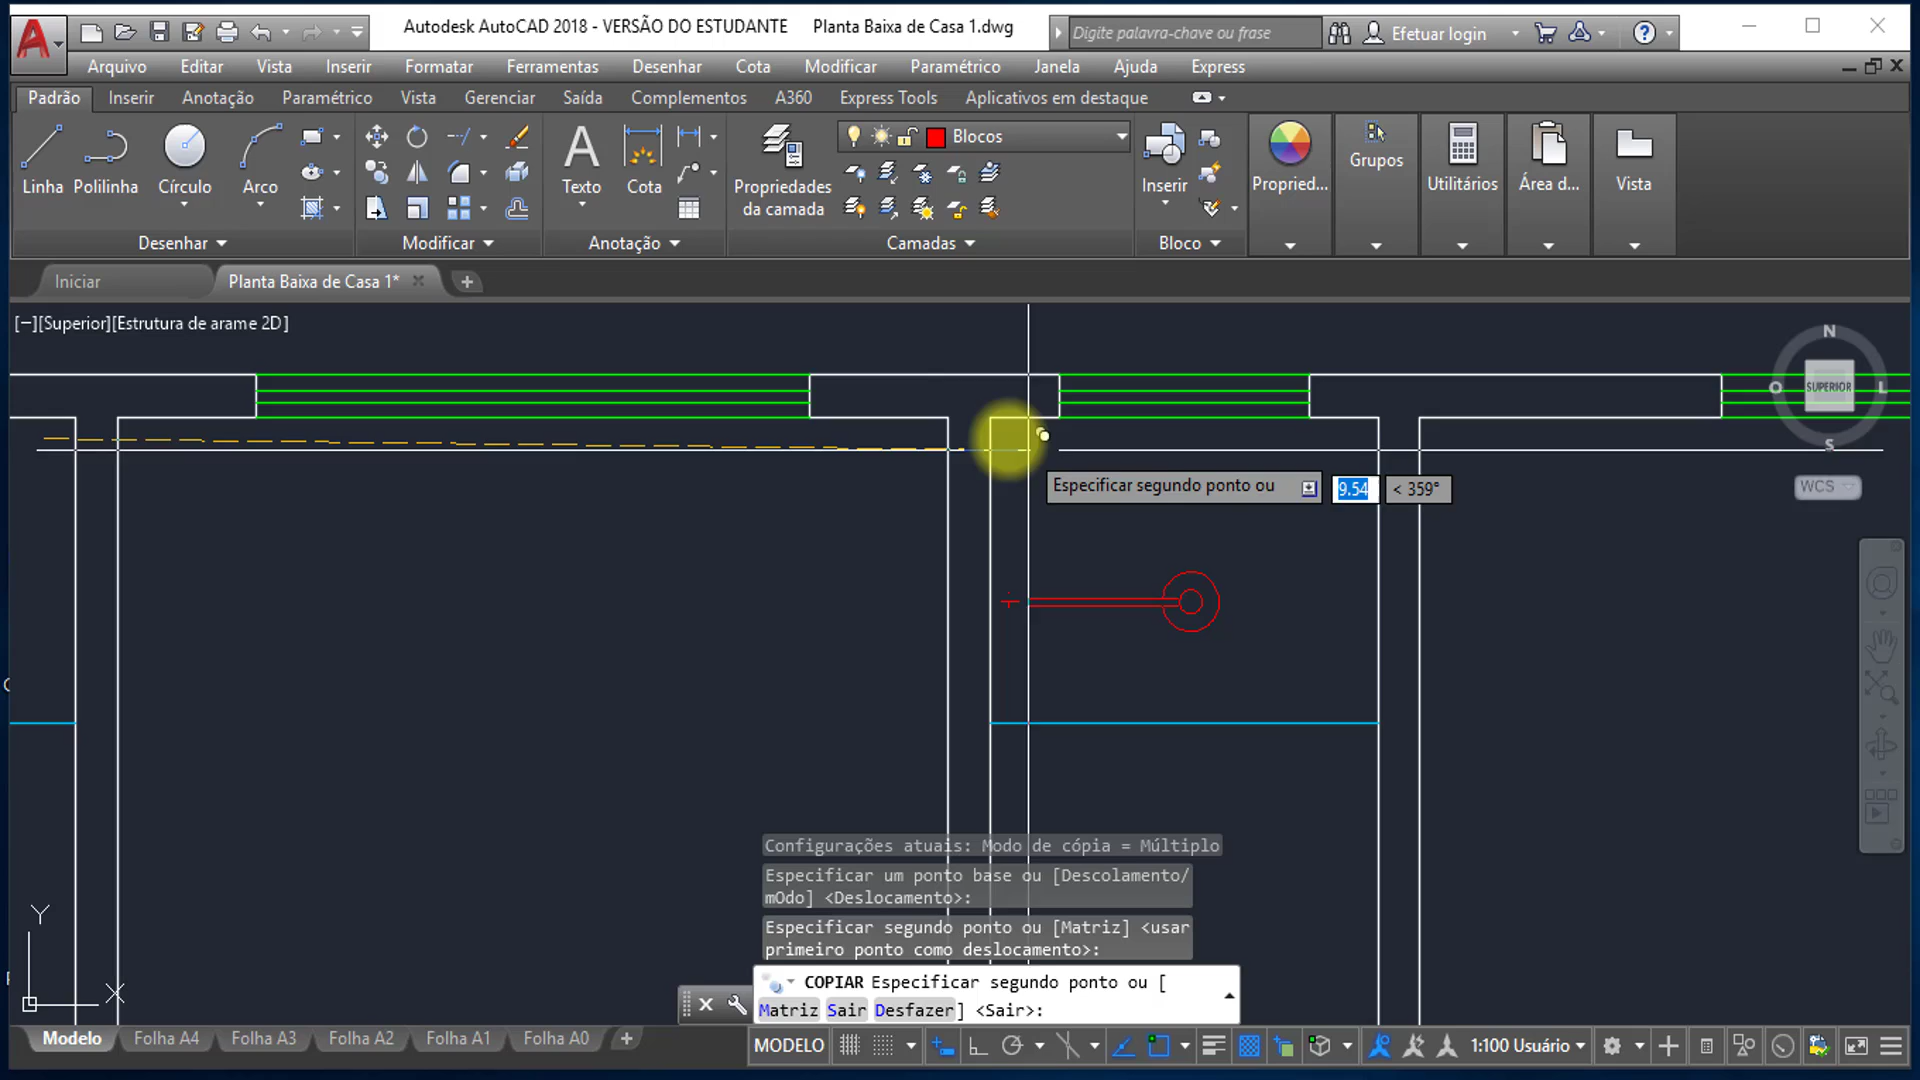 Autodesk AutoCAD 2018 - VERSÃO DO ESTUDANTE Planta Baixa de Casa 1.dwg
Digite palavra-chave ou frase
Efetuar login
Arquivo Editar Vista Inserir Formatar Ferramentas Desenhar Cota Modificar Paramétrico Janela Ajuda Express
Padrão Inserir Anotação Paramétrico Vista Gerenciar Saída Complementos A360 Express Tools Aplicativos em destaque
Linha Polilinha Círculo Arco
Texto Cota
Propriedades
da camada
Blocos
Inserir
Propried...
Grupos
Utilitários
Área d...
Vista
Desenhar Modificar Anotação Camadas Bloco
Iniciar Planta Baixa de Casa 1*
[−][Superior][Estrutura de arame 2D]
N
O SUPERIOR L
S
WCS
Especificar segundo ponto ou 9.54 < 359°
Configurações atuais: Modo de cópia = Múltiplo
Especificar um ponto base ou [Descolamento/
mOdo] <Deslocamento>:
Especificar segundo ponto ou [Matriz] <usar
primeiro ponto como deslocamento>:
COPIAR Especificar segundo ponto ou [
Matriz Sair Desfazer] <Sair>:
Y
X
Modelo Folha A4 Folha A3 Folha A2 Folha A1 Folha A0
MODELO
1:100 Usuário